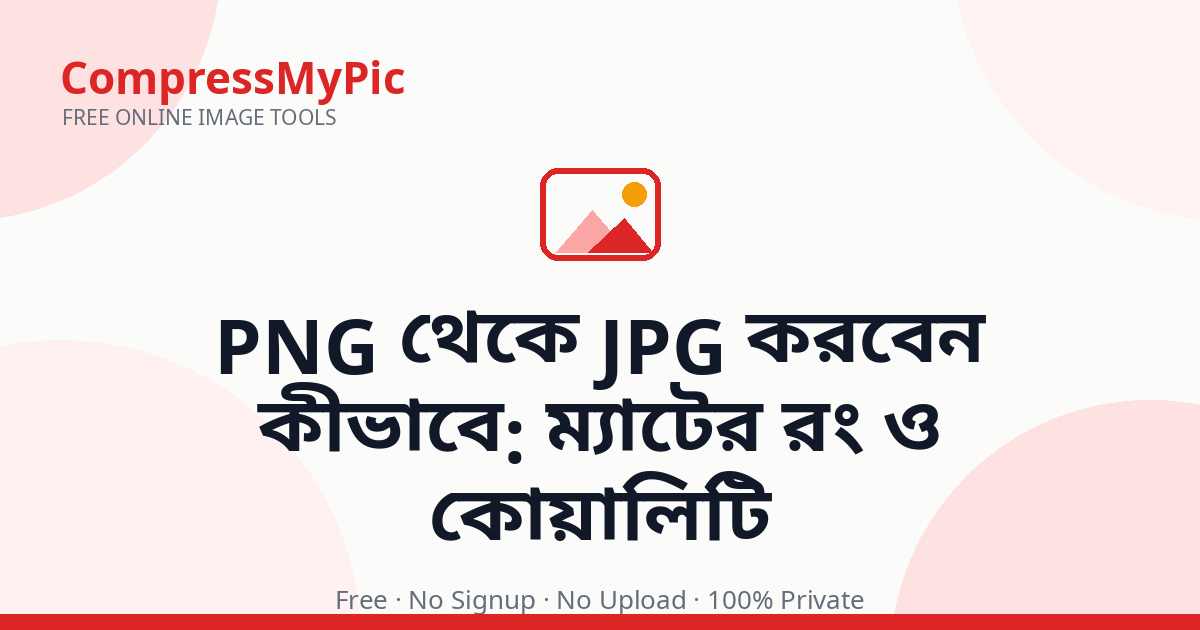 CompressMyPic
FREE ONLINE IMAGE TOOLS
PNG থেকে JPG করবেন
কীভাবে: ম্যাটের রং ও
কোয়ালিটি
Free · No Signup · No Upload · 100% Private